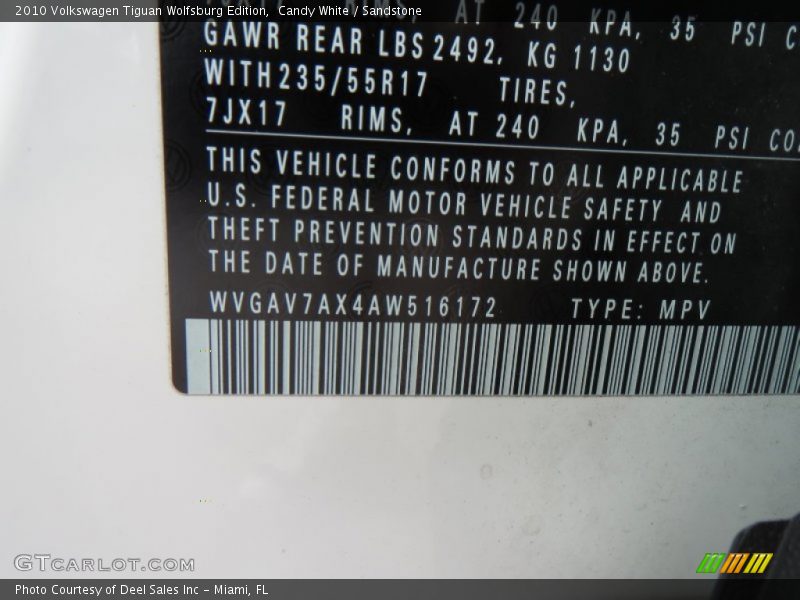 2010 Volkswagen Tiguan Wolfsburg Edition, Candy White / Sandstone
RIMS, AT 240 KPA, 35 PSI C
GAWR REAR LBS 2492, KG 1130
WITH 235/55R17 TIRES,
7JX17 RIMS, AT 240 KPA, 35 PSI CO
THIS VEHICLE CONFORMS TO ALL APPLICABLE
U.S. FEDERAL MOTOR VEHICLE SAFETY AND
THEFT PREVENTION STANDARDS IN EFFECT ON
THE DATE OF MANUFACTURE SHOWN ABOVE.
WVGAV7AX4AW516172 TYPE: MPV
GTCARLOT.COM
Photo Courtesy of Deel Sales Inc – Miami, FL